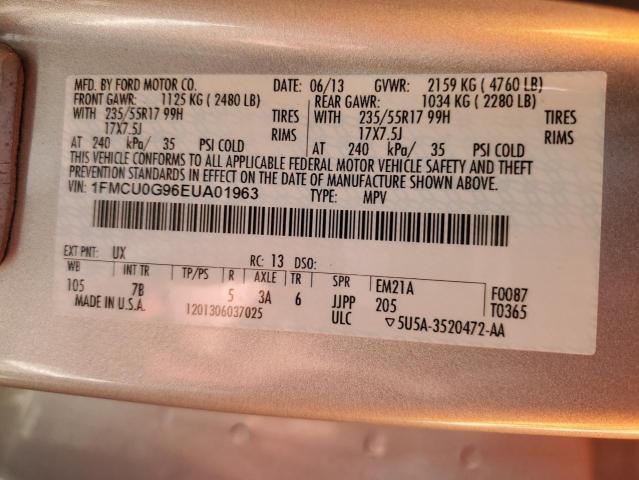 MFD. BY FORD MOTOR CO. DATE: 06/13 GVWR: 2159 KG ( 4760 LB)
FRONT GAWR: 1125 KG ( 2480 LB) REAR GAWR: 1034 KG ( 2280 LB)
WITH 235/55R17 99H TIRES WITH 235/55R17 99H TIRES
17X7.5J RIMS 17X7.5J RIMS
AT 240 kPa/ 35 PSI COLD AT 240 kPa/ 35 PSI COLD
THIS VEHICLE CONFORMS TO ALL APPLICABLE FEDERAL MOTOR VEHICLE SAFETY AND THEFT
PREVENTION STANDARDS IN EFFECT ON THE DATE OF MANUFACTURE SHOWN ABOVE.
VIN: 1FMCU0G96EUA01963 TYPE: MPV
EXT PNT: UX RC: 13 DSO:
WB INT TR TP/PS R AXLE TR SPR EM21A F0087
105 7B 5 3A 6 JJPP 205 T0365
MADE IN U.S.A. 1201306037025 ULC ▽5U5A-3520472-AA